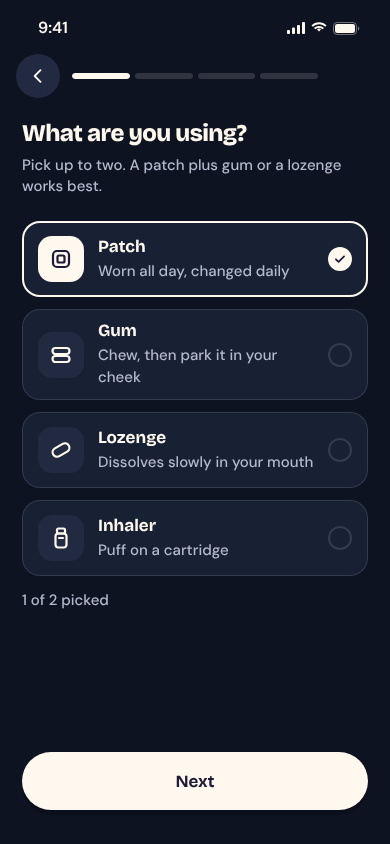 9:41
What are you using?
Pick up to two. A patch plus gum or a lozenge
works best.
Patch
Worn all day, changed daily
Gum
Chew, then park it in your
cheek
Lozenge
Dissolves slowly in your mouth
Inhaler
Puff on a cartridge
1 of 2 picked
Next